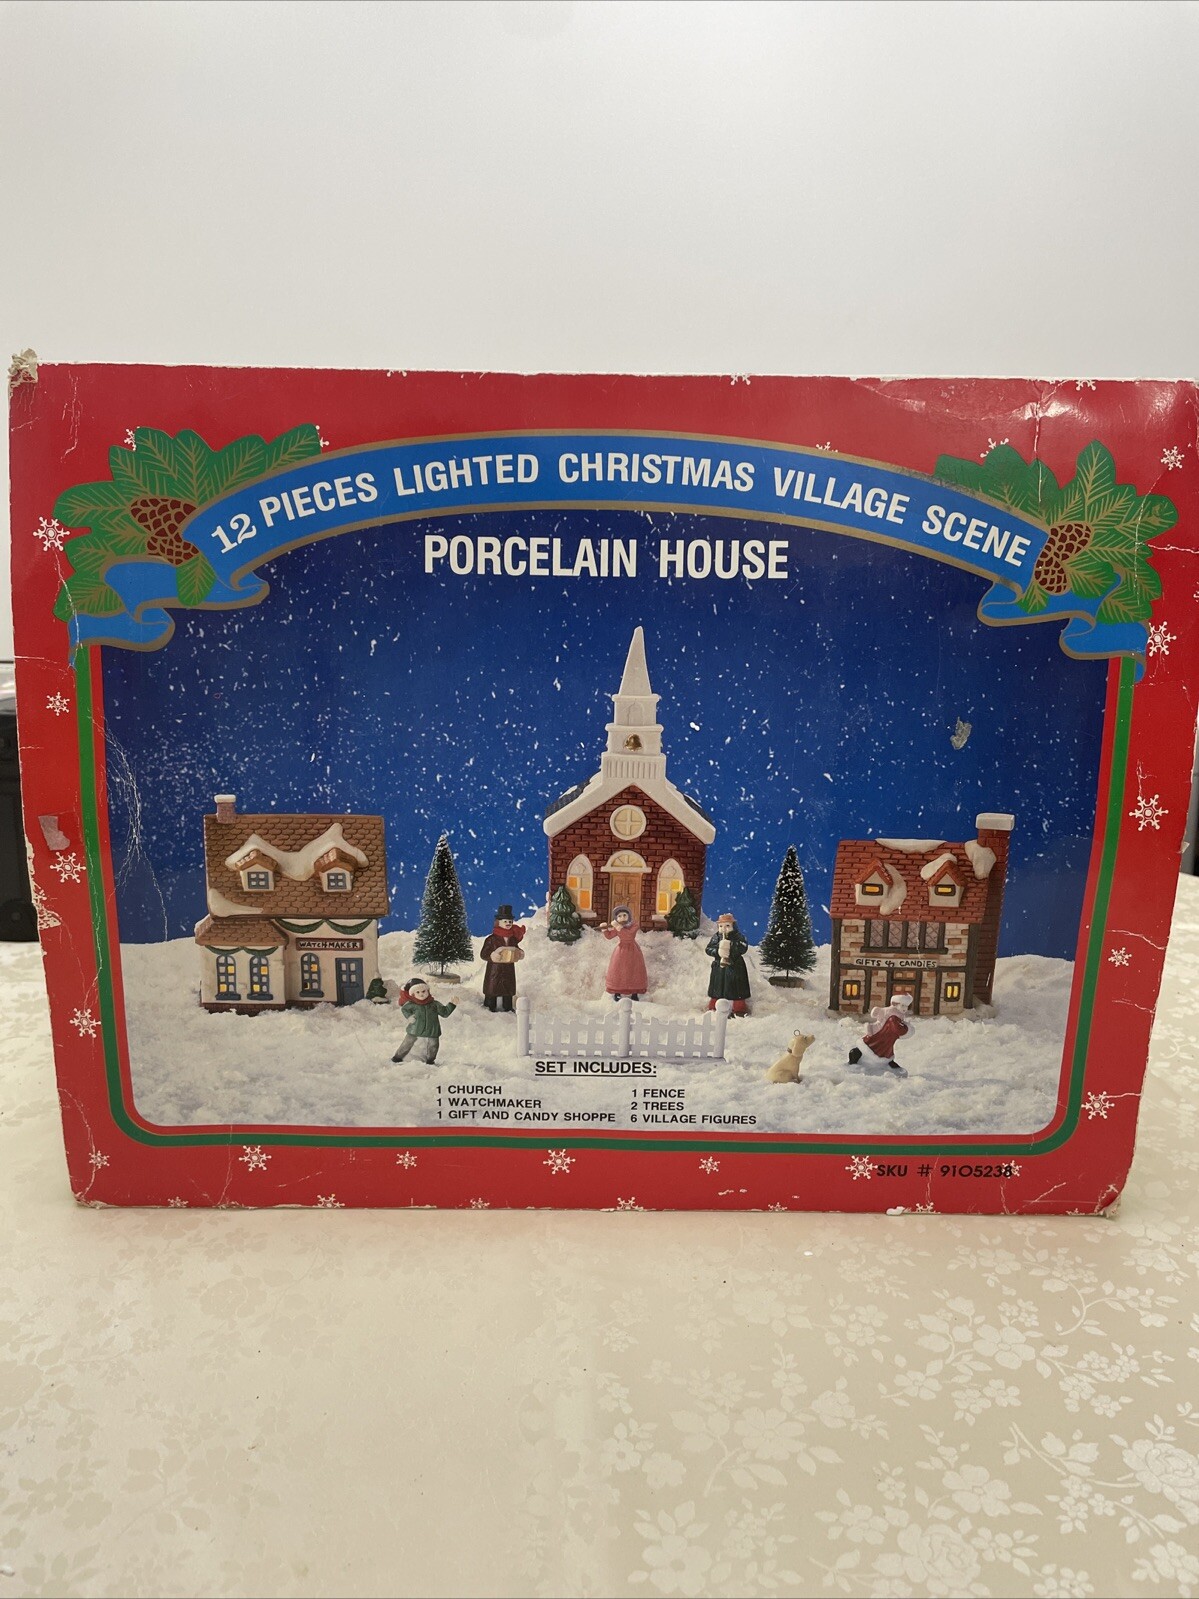 12 PIECES LIGHTED CHRISTMAS VILLAGE SCENE
PORCELAIN HOUSE
WATCHMAKER
GIFTS & CANDIES
SET INCLUDES:
1 CHURCH
1 WATCHMAKER
1 GIFT AND CANDY SHOPPE
1 FENCE
2 TREES
6 VILLAGE FIGURES
SKU # 9105238